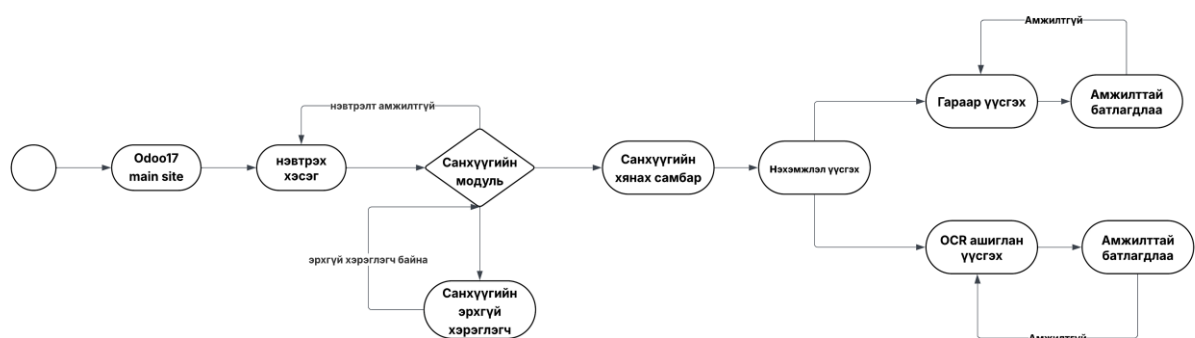 Амжилтгүй
Гараар үүсгэх
Амжилттай
батлагдлаа
нэвтрэлт амжилтгүй
Odoo17
main site
нэвтрэх
хэсэг
Санхүүгийн
модуль
Санхүүгийн
хянах самбар
Нэхэмжлэл үүсгэх
OCR ашиглан
үүсгэх
Амжилттай
батлагдлаа
эрхгүй хэрэглэгч байна
Санхүүгийн
эрхгүй
хэрэглэгч
Амжилтгүй